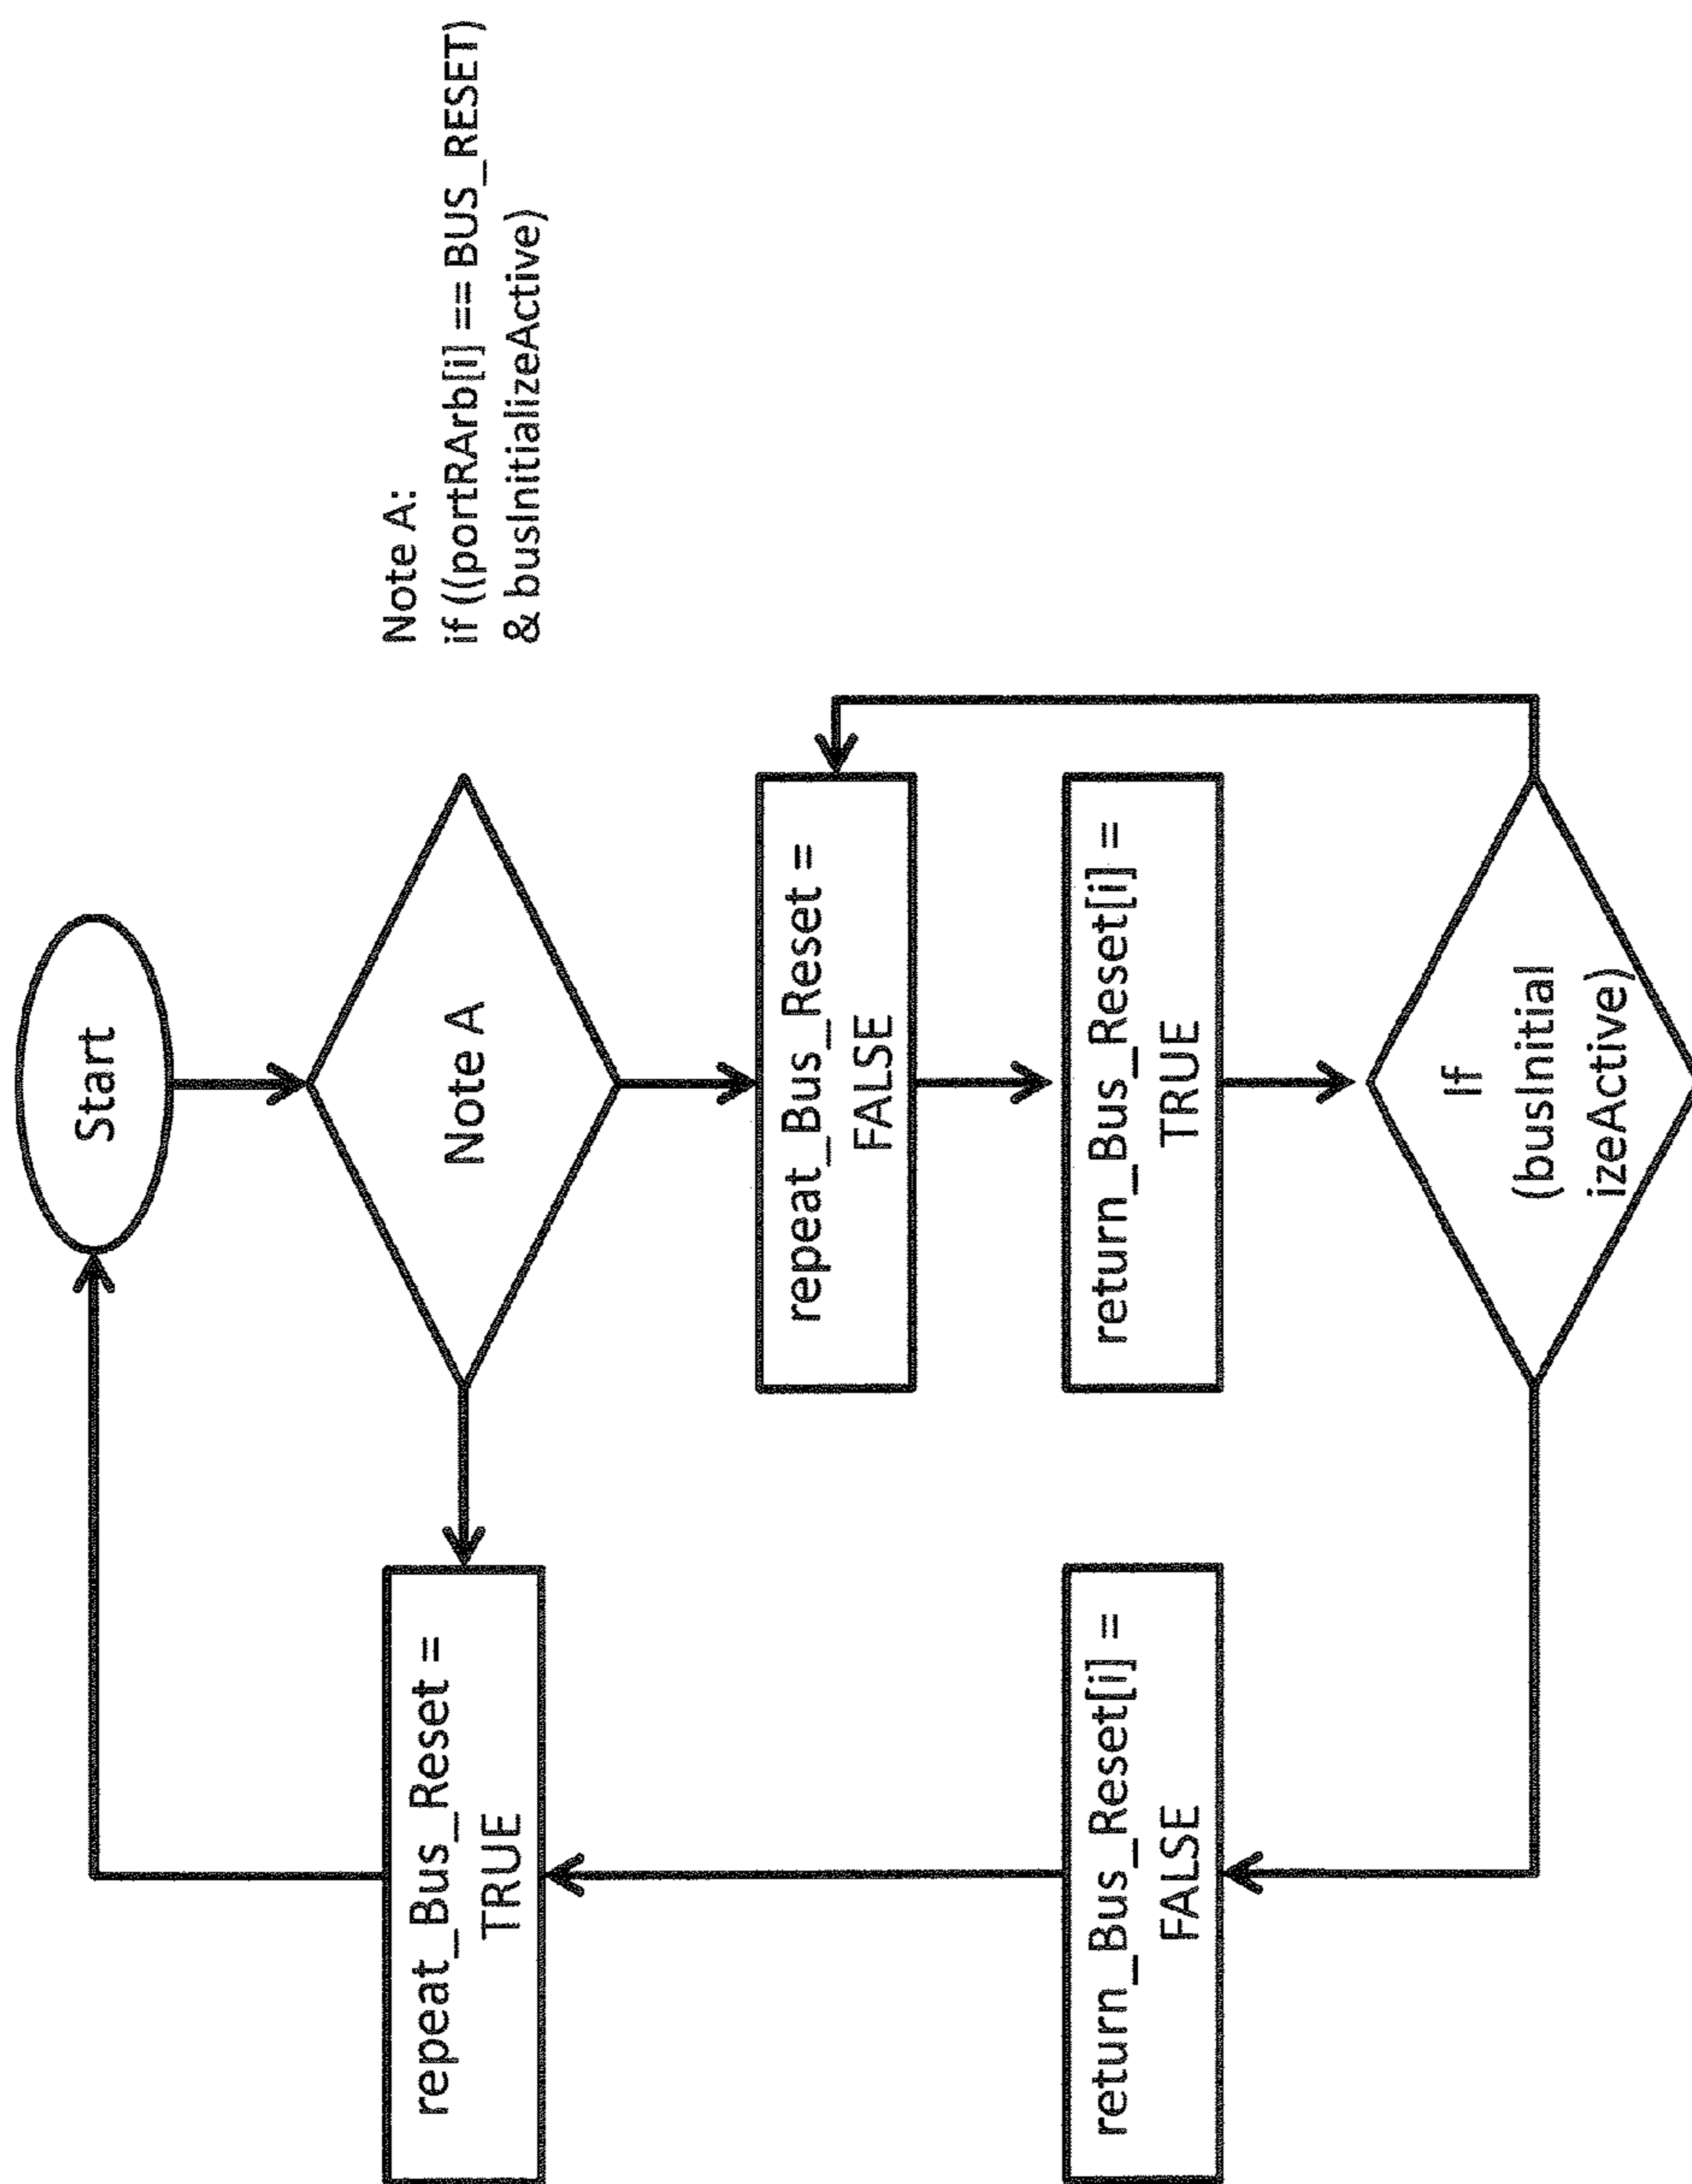 Start
Note A:
if ((portRArb[i] == BUS_RESET)
& busInitializeActive)
Note A
repeat_Bus_Reset =
TRUE
repeat_Bus_Reset =
FALSE
return_Bus_Reset[i] =
TRUE
return_Bus_Reset[i] =
FALSE
If
(busInitial
izeActive)